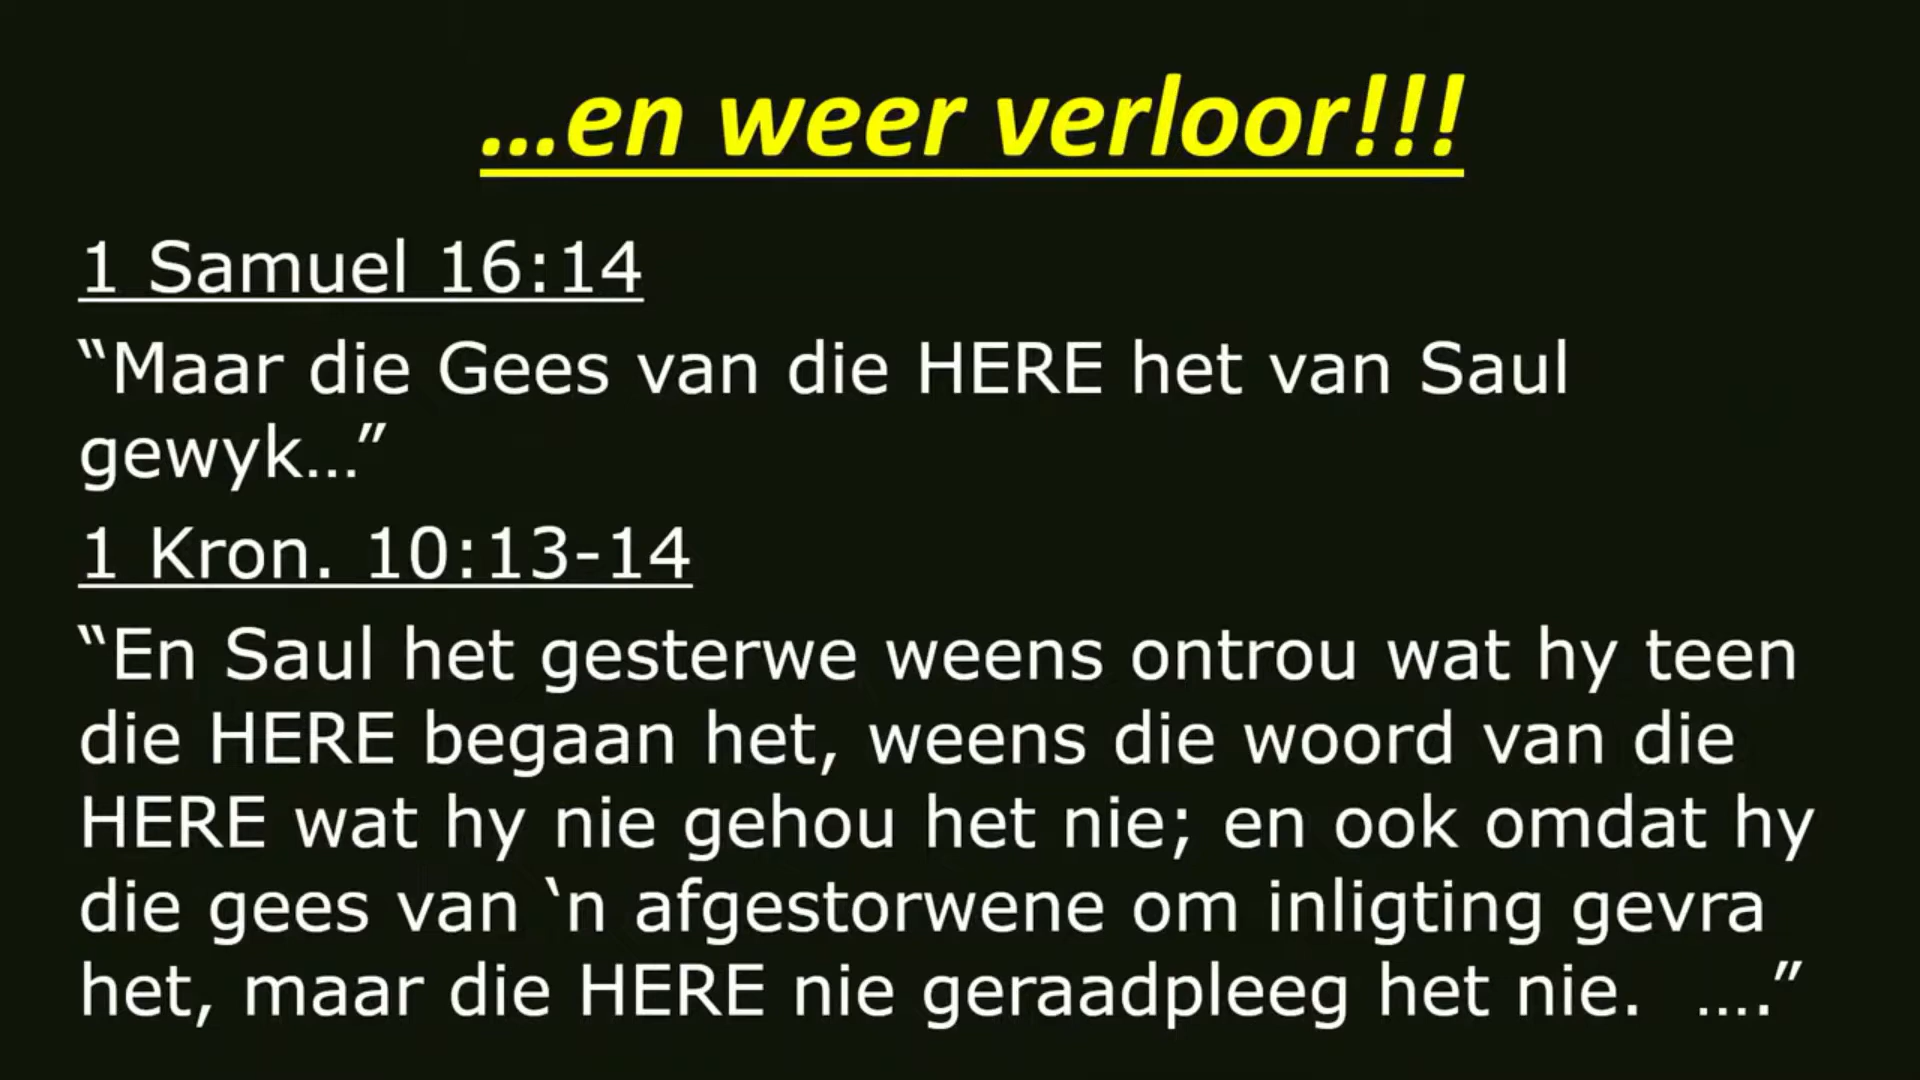 ...en weer verloor!!!
1 Samuel 16:14
“Maar die Gees van die HERE het van Saul
gewyk…”
1 Kron. 10:13-14
“En Saul het gesterwe weens ontrou wat hy teen
die HERE begaan het, weens die woord van die
HERE wat hy nie gehou het nie; en ook omdat hy
die gees van ‘n afgestorwene om inligting gevra
het, maar die HERE nie geraadpleeg het nie.  ….”